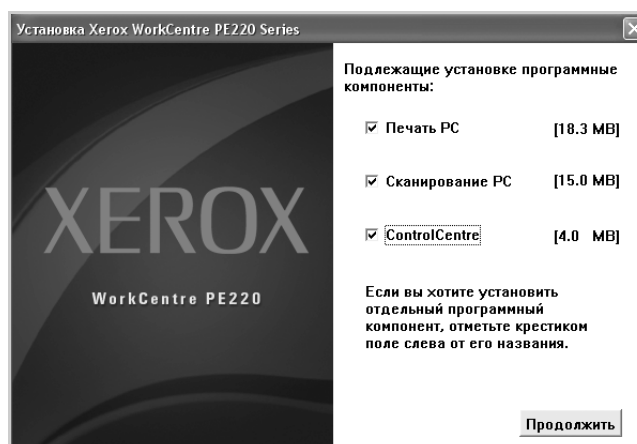 Установка Xerox WorkCentre PE220 Series
XEROX
WorkCentre PE220
Подлежащие установке программные
компоненты:
Печать PC [18.3 MB]
Сканирование PC [15.0 MB]
ControlCentre [4.0 MB]
Если вы хотите установить
отдельный программный
компонент, отметьте крестиком
поле слева от его названия.
Продолжить